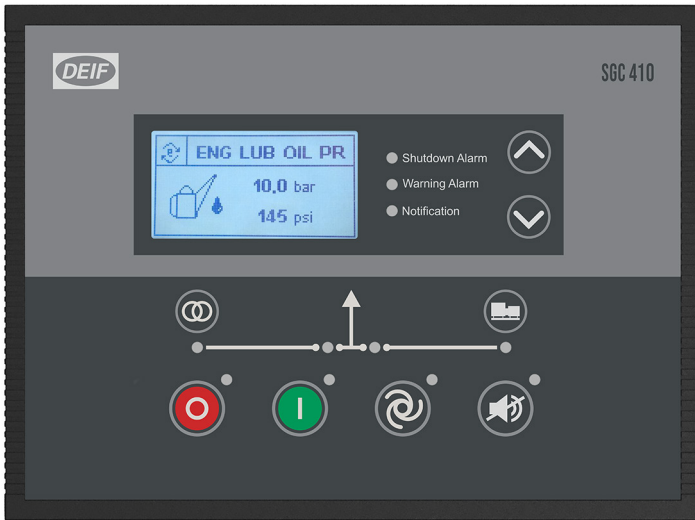 DEIF
SGC 410
ENG LUB OIL PR
10,0 bar
145 psi
Shutdown Alarm
Warning Alarm
Notification